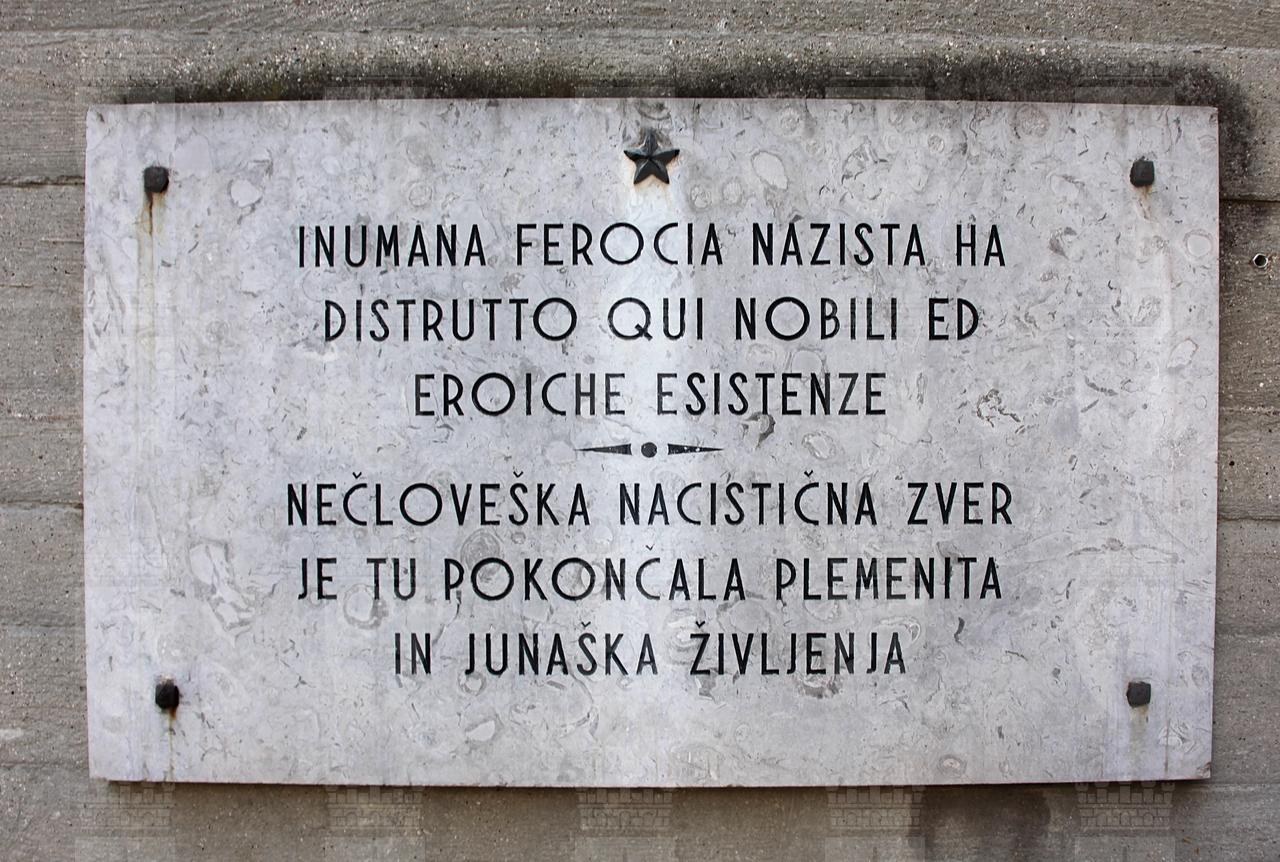 INUMANA FEROCIA NAZISTA HA
DISTRUTTO QUI NOBILI ED
EROICHE ESISTENZE
NEČLOVEŠKA NACISTIČNA ZVER
JE TU POKONČALA PLEMENITA
IN JUNAŠKA ŽIVLJENJA